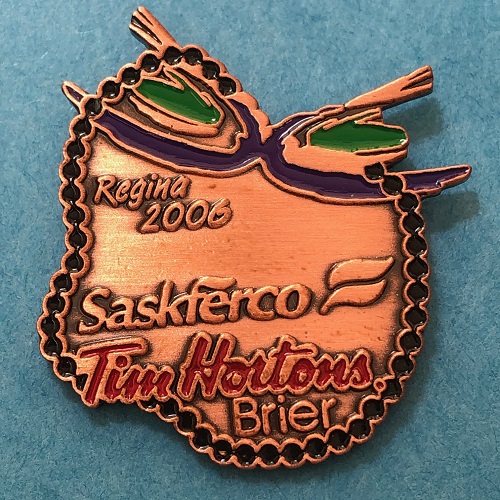 Regina
2006
Saskferco
Tim Hortons.
Brier